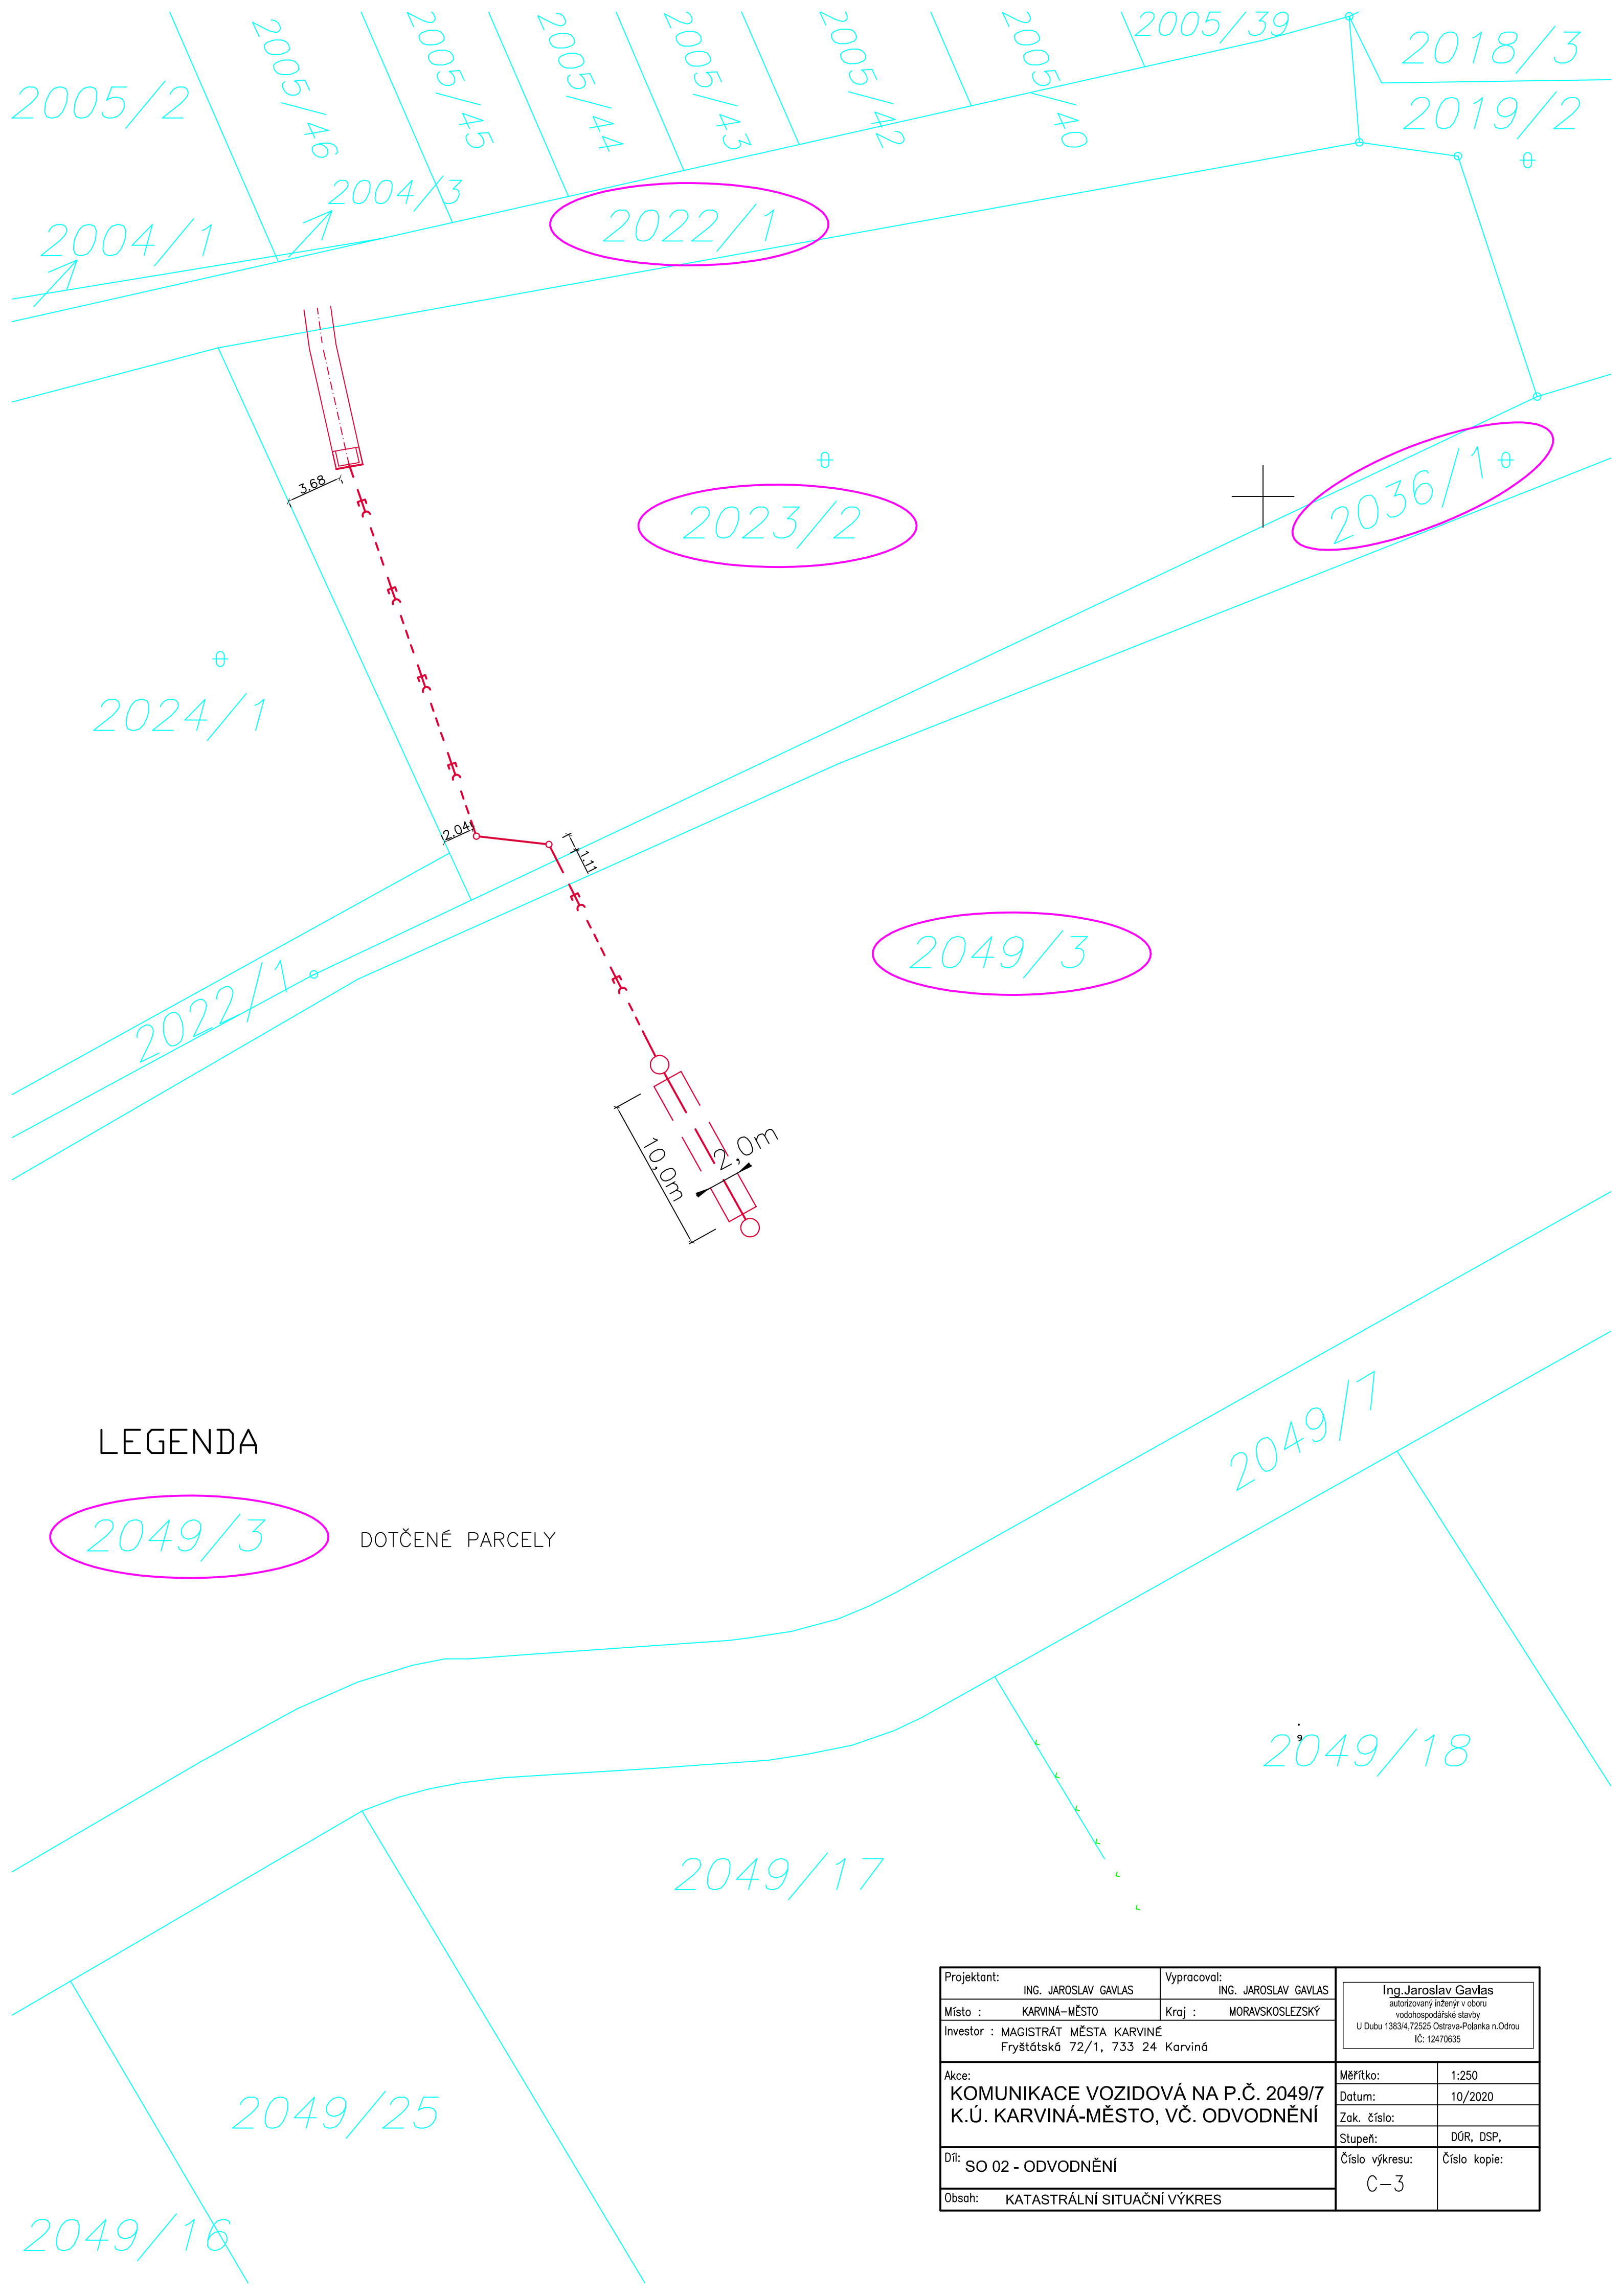 2005/2
2005/46
2005/45
2005/44
2005/43
2005/42
2005/40
2005/39
2018/3
2019/2
2004/3
2004/1
2022/1
3.68
2023/2
2036/1
2024/1
2.04
1.11
2049/3
2022/1
10,0m
2,0m
2049/7
LEGENDA
2049/3
DOTČENÉ PARCELY
2049/18
9
2049/17
2049/25
2049/16
Projektant:
ING. JAROSLAV GAVLAS
Vypracoval:
ING. JAROSLAV GAVLAS
Místo : KARVINÁ-MĚSTO
Kraj : MORAVSKOSLEZSKÝ
Investor : MAGISTRÁT MĚSTA KARVINÉ
Fryštátská 72/1, 733 24 Karviná
Ing.Jaroslav Gavlas
autorizovaný inženýr v oboru
vodohospodářské stavby
U Dubu 1383/4,72525 Ostrava-Polanka n.Odrou
IČ: 12470635
Akce:
KOMUNIKACE VOZIDOVÁ NA P.Č. 2049/7
K.Ú. KARVINÁ-MĚSTO, VČ. ODVODNĚNÍ
Měřítko: 1:250
Datum: 10/2020
Zak. číslo:
Stupeň: DÚR, DSP,
Díl: SO 02 - ODVODNĚNÍ
Číslo výkresu:
C-3
Číslo kopie:
Obsah: KATASTRÁLNÍ SITUAČNÍ VÝKRES